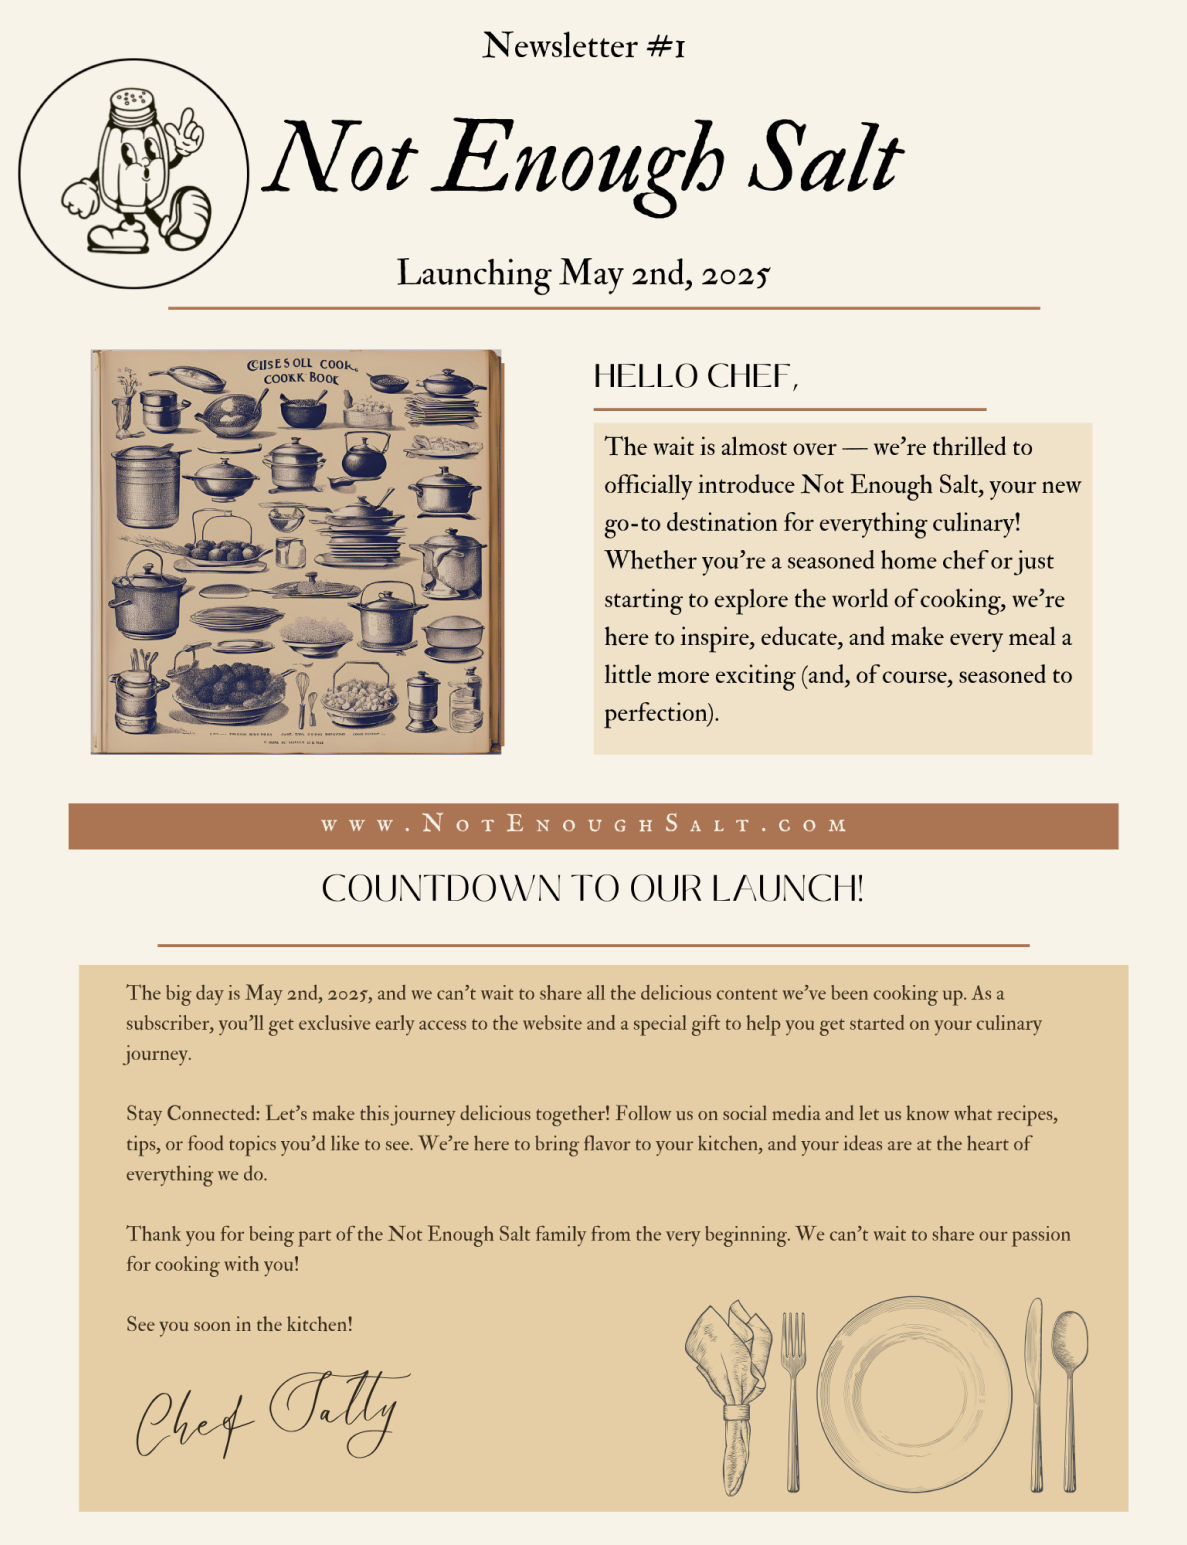 Newsletter #1
Not Enough Salt
Launching May 2nd, 2025
COOKK BOOK
HELLO CHEF,
The wait is almost over — we're thrilled to
officially introduce Not Enough Salt, your new
go-to destination for everything culinary!
Whether you're a seasoned home chef or just
starting to explore the world of cooking, we're
here to inspire, educate, and make every meal a
little more exciting (and, of course, seasoned to
perfection).
www.NotEnoughSalt.com
COUNTDOWN TO OUR LAUNCH!
The big day is May 2nd, 2025, and we can't wait to share all the delicious content we've been cooking up. As a
subscriber, you'll get exclusive early access to the website and a special gift to help you get started on your culinary
journey.
Stay Connected: Let's make this journey delicious together! Follow us on social media and let us know what recipes,
tips, or food topics you'd like to see. We're here to bring flavor to your kitchen, and your ideas are at the heart of
everything we do.
Thank you for being part of the Not Enough Salt family from the very beginning. We can't wait to share our passion
for cooking with you!
See you soon in the kitchen!
Chef Salty